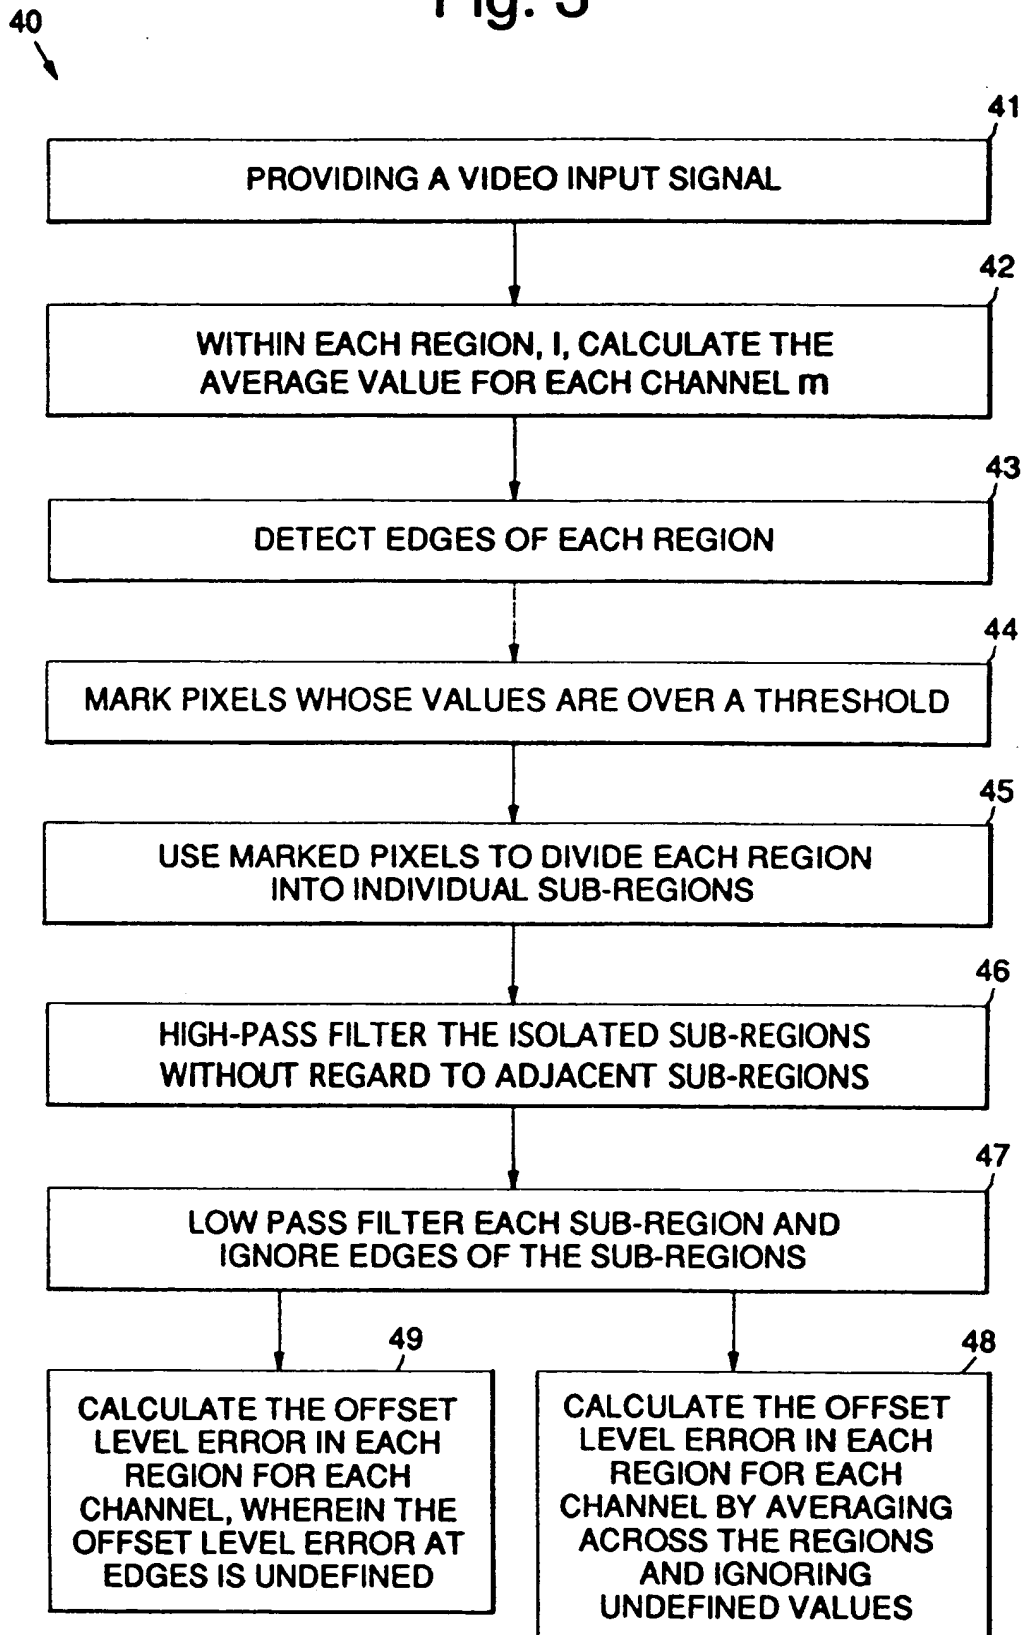 Fig. 3
40
41
PROVIDING A VIDEO INPUT SIGNAL
42
WITHIN EACH REGION, I, CALCULATE THE
AVERAGE VALUE FOR EACH CHANNEL m
43
DETECT EDGES OF EACH REGION
44
MARK PIXELS WHOSE VALUES ARE OVER A THRESHOLD
45
USE MARKED PIXELS TO DIVIDE EACH REGION
INTO INDIVIDUAL SUB-REGIONS
46
HIGH-PASS FILTER THE ISOLATED SUB-REGIONS
WITHOUT REGARD TO ADJACENT SUB-REGIONS
47
LOW PASS FILTER EACH SUB-REGION AND
IGNORE EDGES OF THE SUB-REGIONS
49
CALCULATE THE OFFSET
LEVEL ERROR IN EACH
REGION FOR EACH
CHANNEL, WHEREIN THE
OFFSET LEVEL ERROR AT
EDGES IS UNDEFINED
48
CALCULATE THE OFFSET
LEVEL ERROR IN EACH
REGION FOR EACH
CHANNEL BY AVERAGING
ACROSS THE REGIONS
AND IGNORING
UNDEFINED VALUES